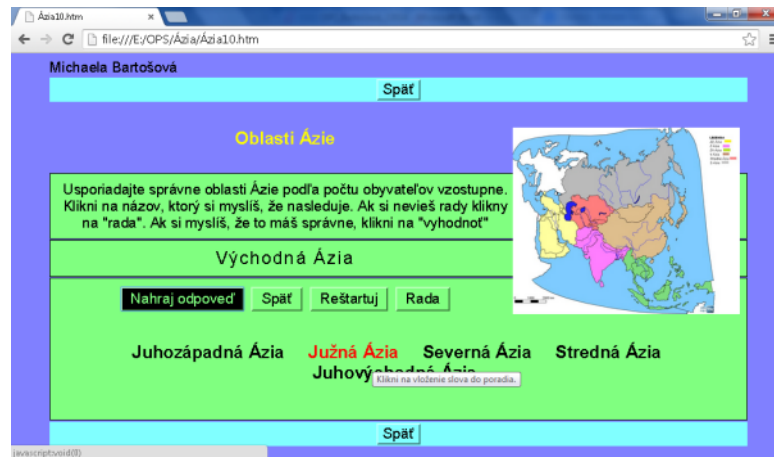 Ázia10.htm
file:///E:/OPS/Ázia/Ázia10.htm
Michaela Bartošová
Späť
Oblasti Ázie
Usporiadajte správne oblasti Ázie podľa počtu obyvateľov vzostupne.
Klikni na názov, ktorý si myslíš, že nasleduje. Ak si nevieš rady klikny
na "rada". Ak si myslíš, že to máš správne, klikni na "vyhodnoť"
Východná Ázia
Nahraj odpoveď Späť Reštartuj Rada
Juhozápadná Ázia Južná Ázia Severná Ázia Stredná Ázia
Juhovýchodná Ázia
Klikni na vloženie slova do poradia.
Späť
javascript:void(0)